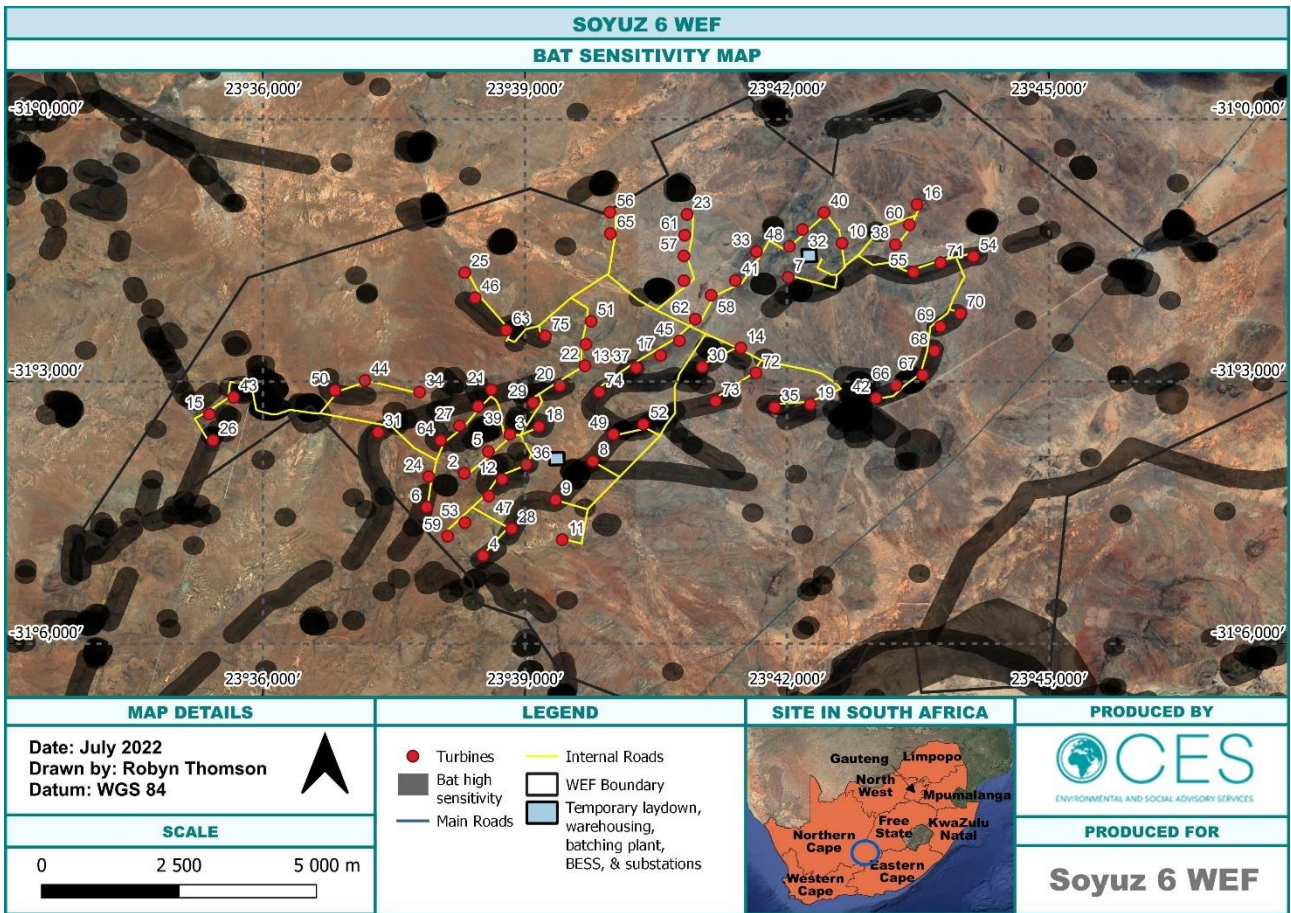 SOYUZ 6 WEF
BAT SENSITIVITY MAP
23°36,000′ 23°39,000′ 23°42,000′ 23°45,000′
-31°0,000′
16
56 23 40 60
65 61 48 38
33 32 10
57 54
71
25 7 55
41
46 62 58 70
51 69
63 75 45 14 68
17
22 13 37 30 72 67
44 20 66
50 34 21 74 73 42
43 29 35 19
15 27 39 52
31 3 18 49
26 64 5
36 8
24 2 12
6 9
47
59 53 28 11
4
-31°3,000′
-31°6,000′
23°36,000′ 23°39,000′ 23°42,000′ 23°45,000′
MAP DETAILS
Date: July 2022
Drawn by: Robyn Thomson
Datum: WGS 84
SCALE
0 2 500 5 000 m
LEGEND
Turbines
Bat high
sensitivity
Main Roads
Internal Roads
WEF Boundary
Temporary laydown,
warehousing,
batching plant,
BESS, & substations
SITE IN SOUTH AFRICA
Gauteng
Limpopo
North
West
Mpumalanga
Free
State
KwaZulu
Natal
Northern
Cape
Eastern
Cape
Western
Cape
PRODUCED BY
CES
ENVIRONMENTAL AND SOCIAL ADVISORY SERVICES
PRODUCED FOR
Soyuz 6 WEF